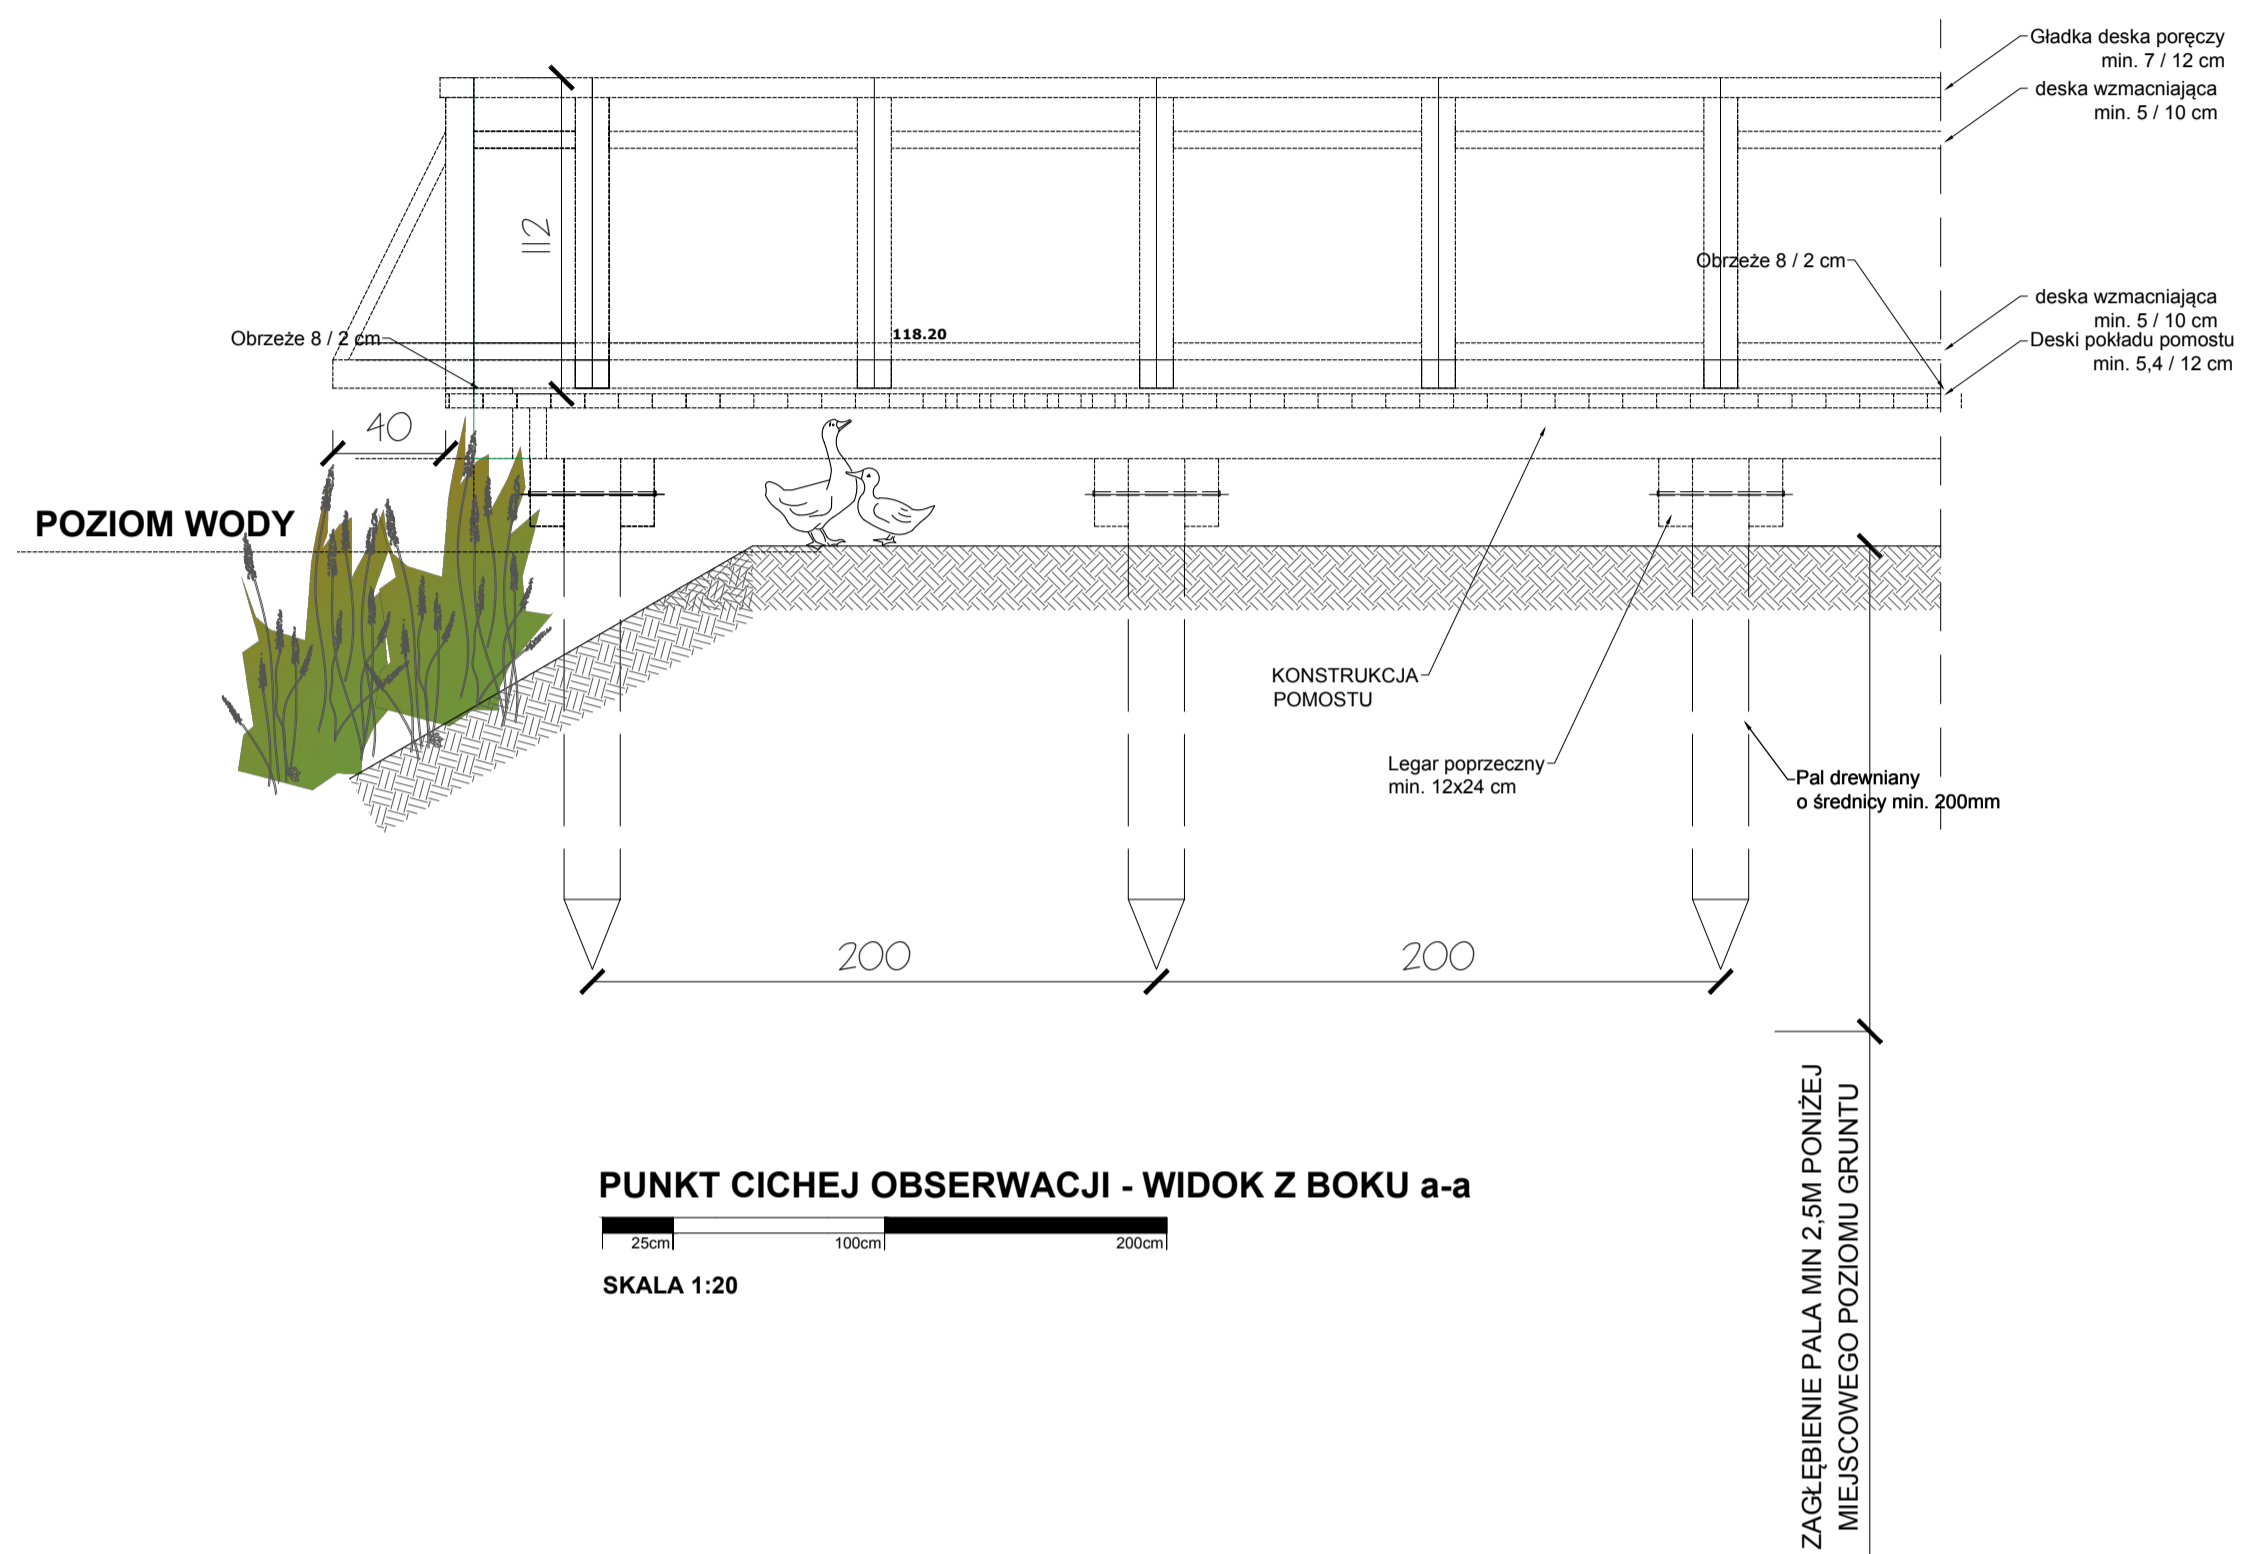 Gładka deska poręczy
min. 7 / 12 cm
deska wzmacniająca
min. 5 / 10 cm
112
Obrzeże 8 / 2 cm
deska wzmacniająca
min. 5 / 10 cm
118.20
Obrzeże 8 / 2 cm
Deski pokładu pomostu
min. 5,4 / 12 cm
40
POZIOM WODY
KONSTRUKCJA
POMOSTU
Legar poprzeczny
min. 12x24 cm
Pal drewniany
o średnicy min. 200mm
200
200
ZAGŁĘBIENIE PALA MIN 2,5M PONIŻEJ
MIEJSCOWEGO POZIOMU GRUNTU
PUNKT CICHEJ OBSERWACJI - WIDOK Z BOKU a-a
25cm
100cm
200cm
SKALA 1:20